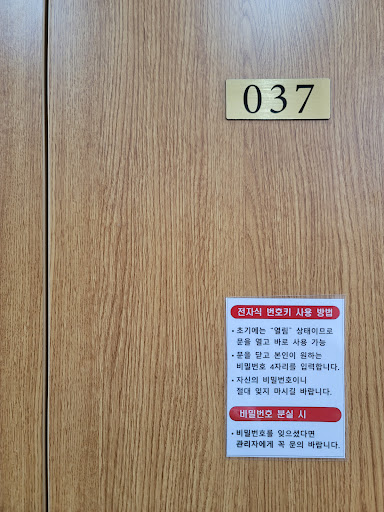 037
전자식 변호키 사용 방법
• 초기에는 "열림" 상태이므로
문을 열고 바로 사용 가능
• 문을 닫고 본인이 원하는
비밀번호 4자리를 입력합니다.
• 자신의 비밀번호이니
절대 잊지 마시길 바랍니다.
비밀번호 분실 시
• 비밀번호를 잊으셨다면
관리자에게 꼭 문의 바랍니다.